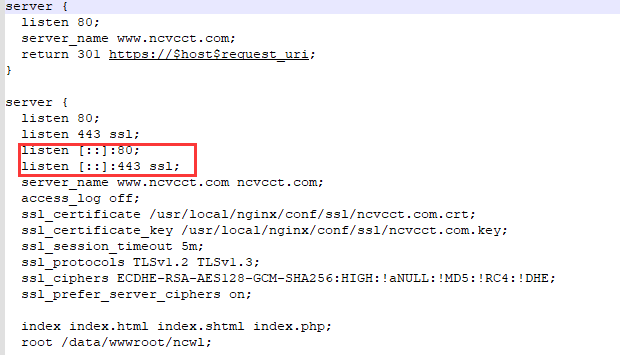 server {
listen 80;
server_name www.ncvcct.com;
return 301 https://$host$request_uri;
}
server {
listen 80;
listen 443 ssl;
listen [::]:80;
listen [::]:443 ssl;
server_name www.ncvcct.com ncvcct.com;
access_log off;
ssl_certificate /usr/local/nginx/conf/ssl/ncvcct.com.crt;
ssl_certificate_key /usr/local/nginx/conf/ssl/ncvcct.com.key;
ssl_session_timeout 5m;
ssl_protocols TLSv1.2 TLSv1.3;
ssl_ciphers ECDHE-RSA-AES128-GCM-SHA256:HIGH:!aNULL:!MD5:!RC4:!DHE;
ssl_prefer_server_ciphers on;
index index.html index.shtml index.php;
root /data/wwwroot/ncwl;